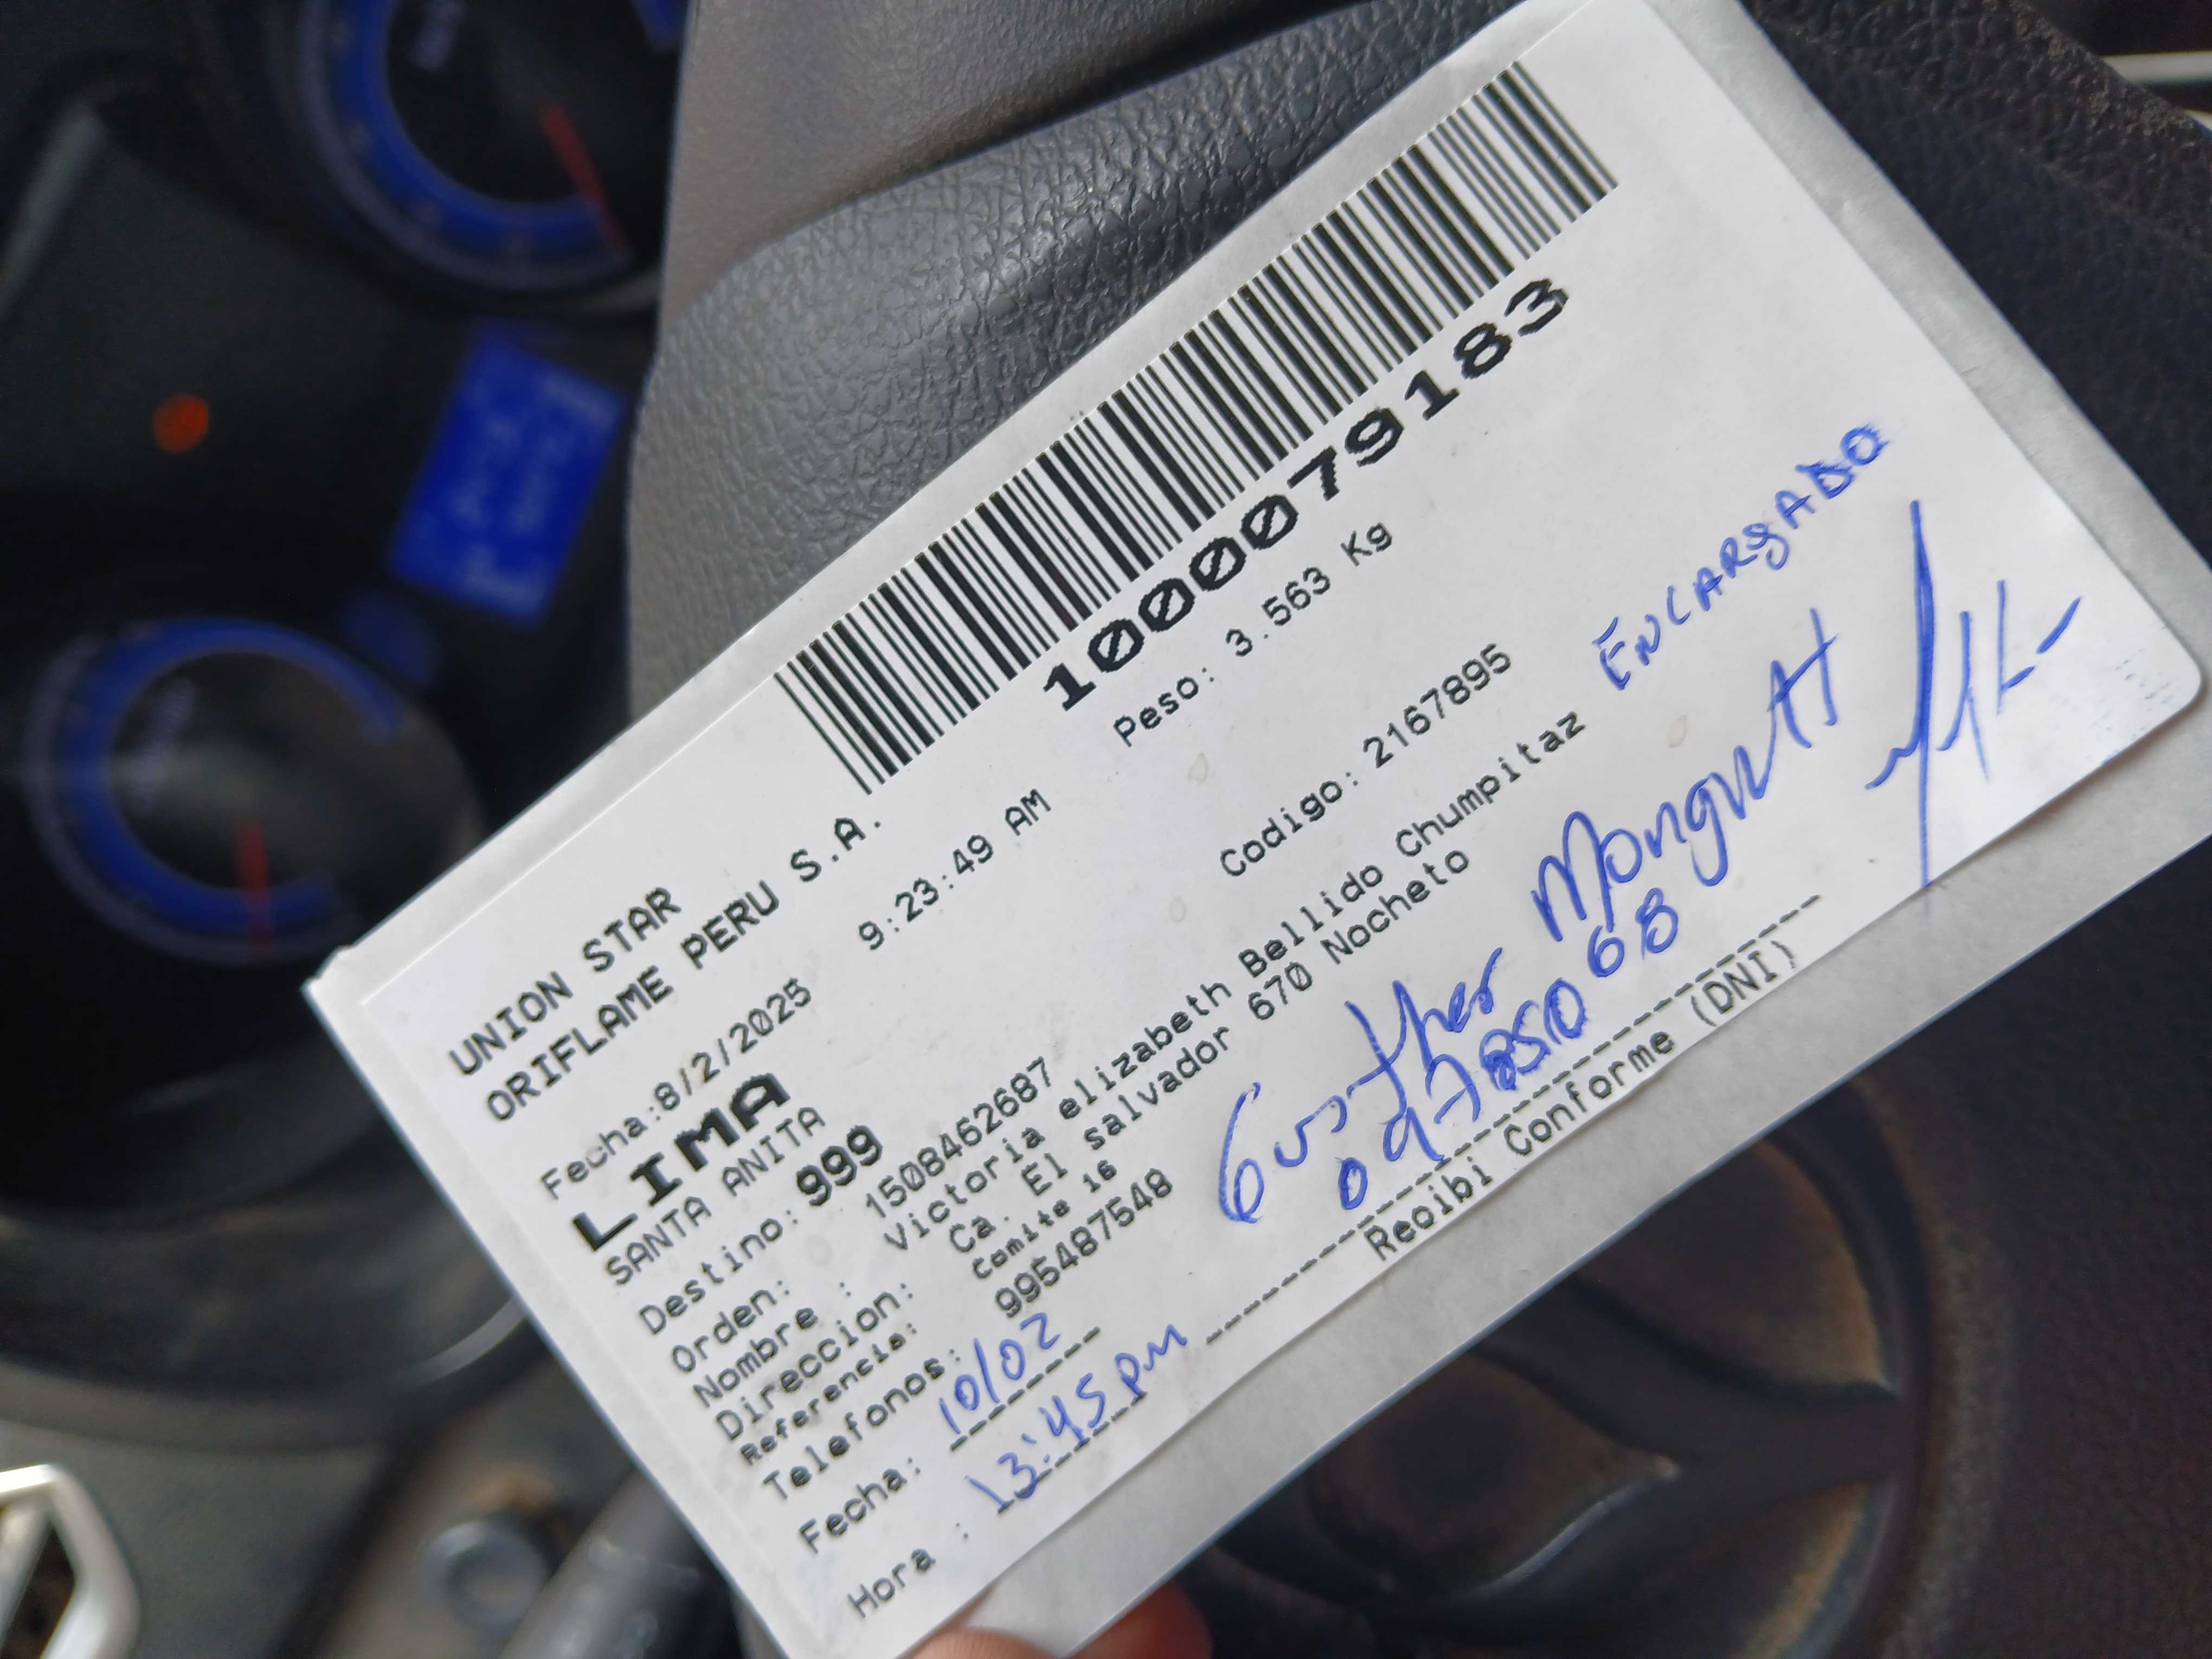 1000079183
UNION STAR
ORIFLAME PERU S.A.
Peso: 3.563 Kg
Fecha:8/2/2025 9:23:49 AM
LIMA
SANTA ANITA
Destino: 999
Codigo: 2167895
Orden: 1508462687
Nombre : Victoria elizabeth Bellido Chumpitaz
Direccion: Ca. El salvador 670 Nocheto
Referencia: Comite 16
Telefonos: 995487548
ENCARgADO
Fecha: 10/02
Hora : 13:45 pm
Recibi Conforme (DNI)